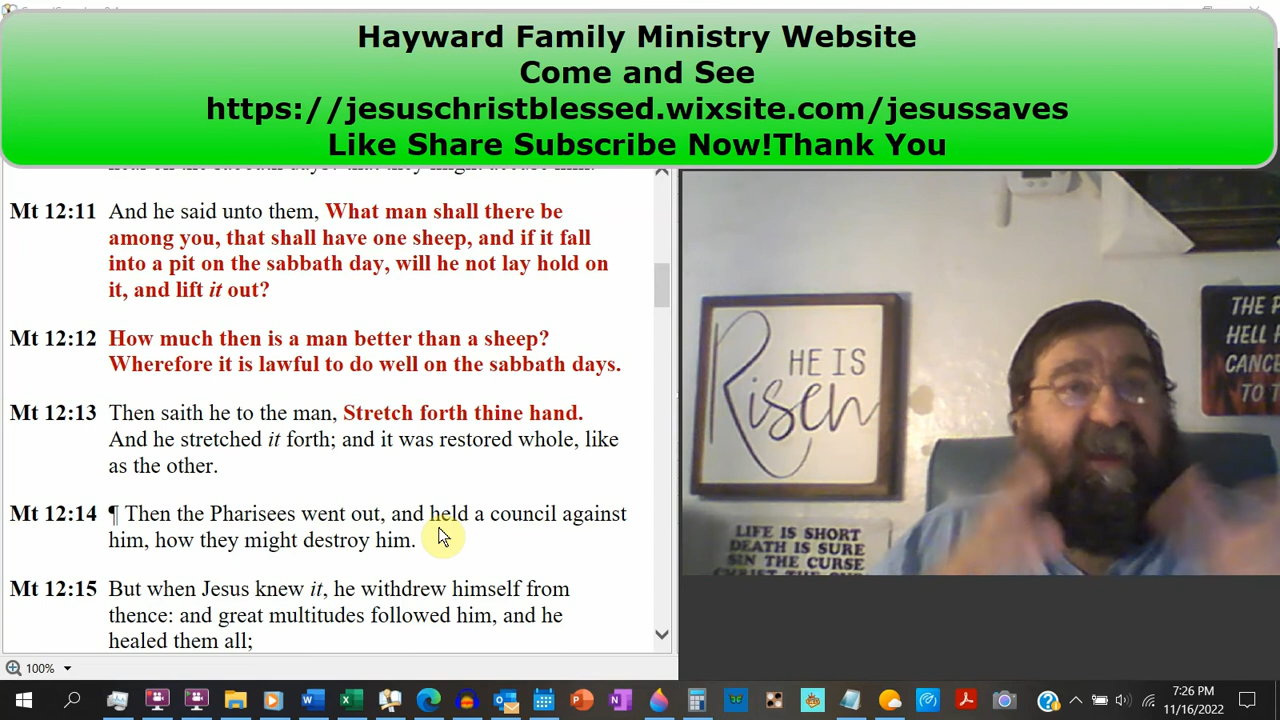 Hayward Family Ministry Website
Come and See
https://jesuschristblessed.wixsite.com/jesussaves
Like Share Subscribe Now!Thank You
Mt 12:11 And he said unto them, What man shall there be
among you, that shall have one sheep, and if it fall
into a pit on the sabbath day, will he not lay hold on
it, and lift it out?
Mt 12:12 How much then is a man better than a sheep?
Wherefore it is lawful to do well on the sabbath days.
Mt 12:13 Then saith he to the man, Stretch forth thine hand.
And he stretched it forth; and it was restored whole, like
as the other.
Mt 12:14 ¶ Then the Pharisees went out, and held a council against
him, how they might destroy him.
Mt 12:15 But when Jesus knew it, he withdrew himself from
thence: and great multitudes followed him, and he
healed them all;
100%
HE IS
Risen
LIFE IS SHORT
DEATH IS SURE
SIN THE CURSE
THE
HELL
TO
7:26 PM
11/16/2022